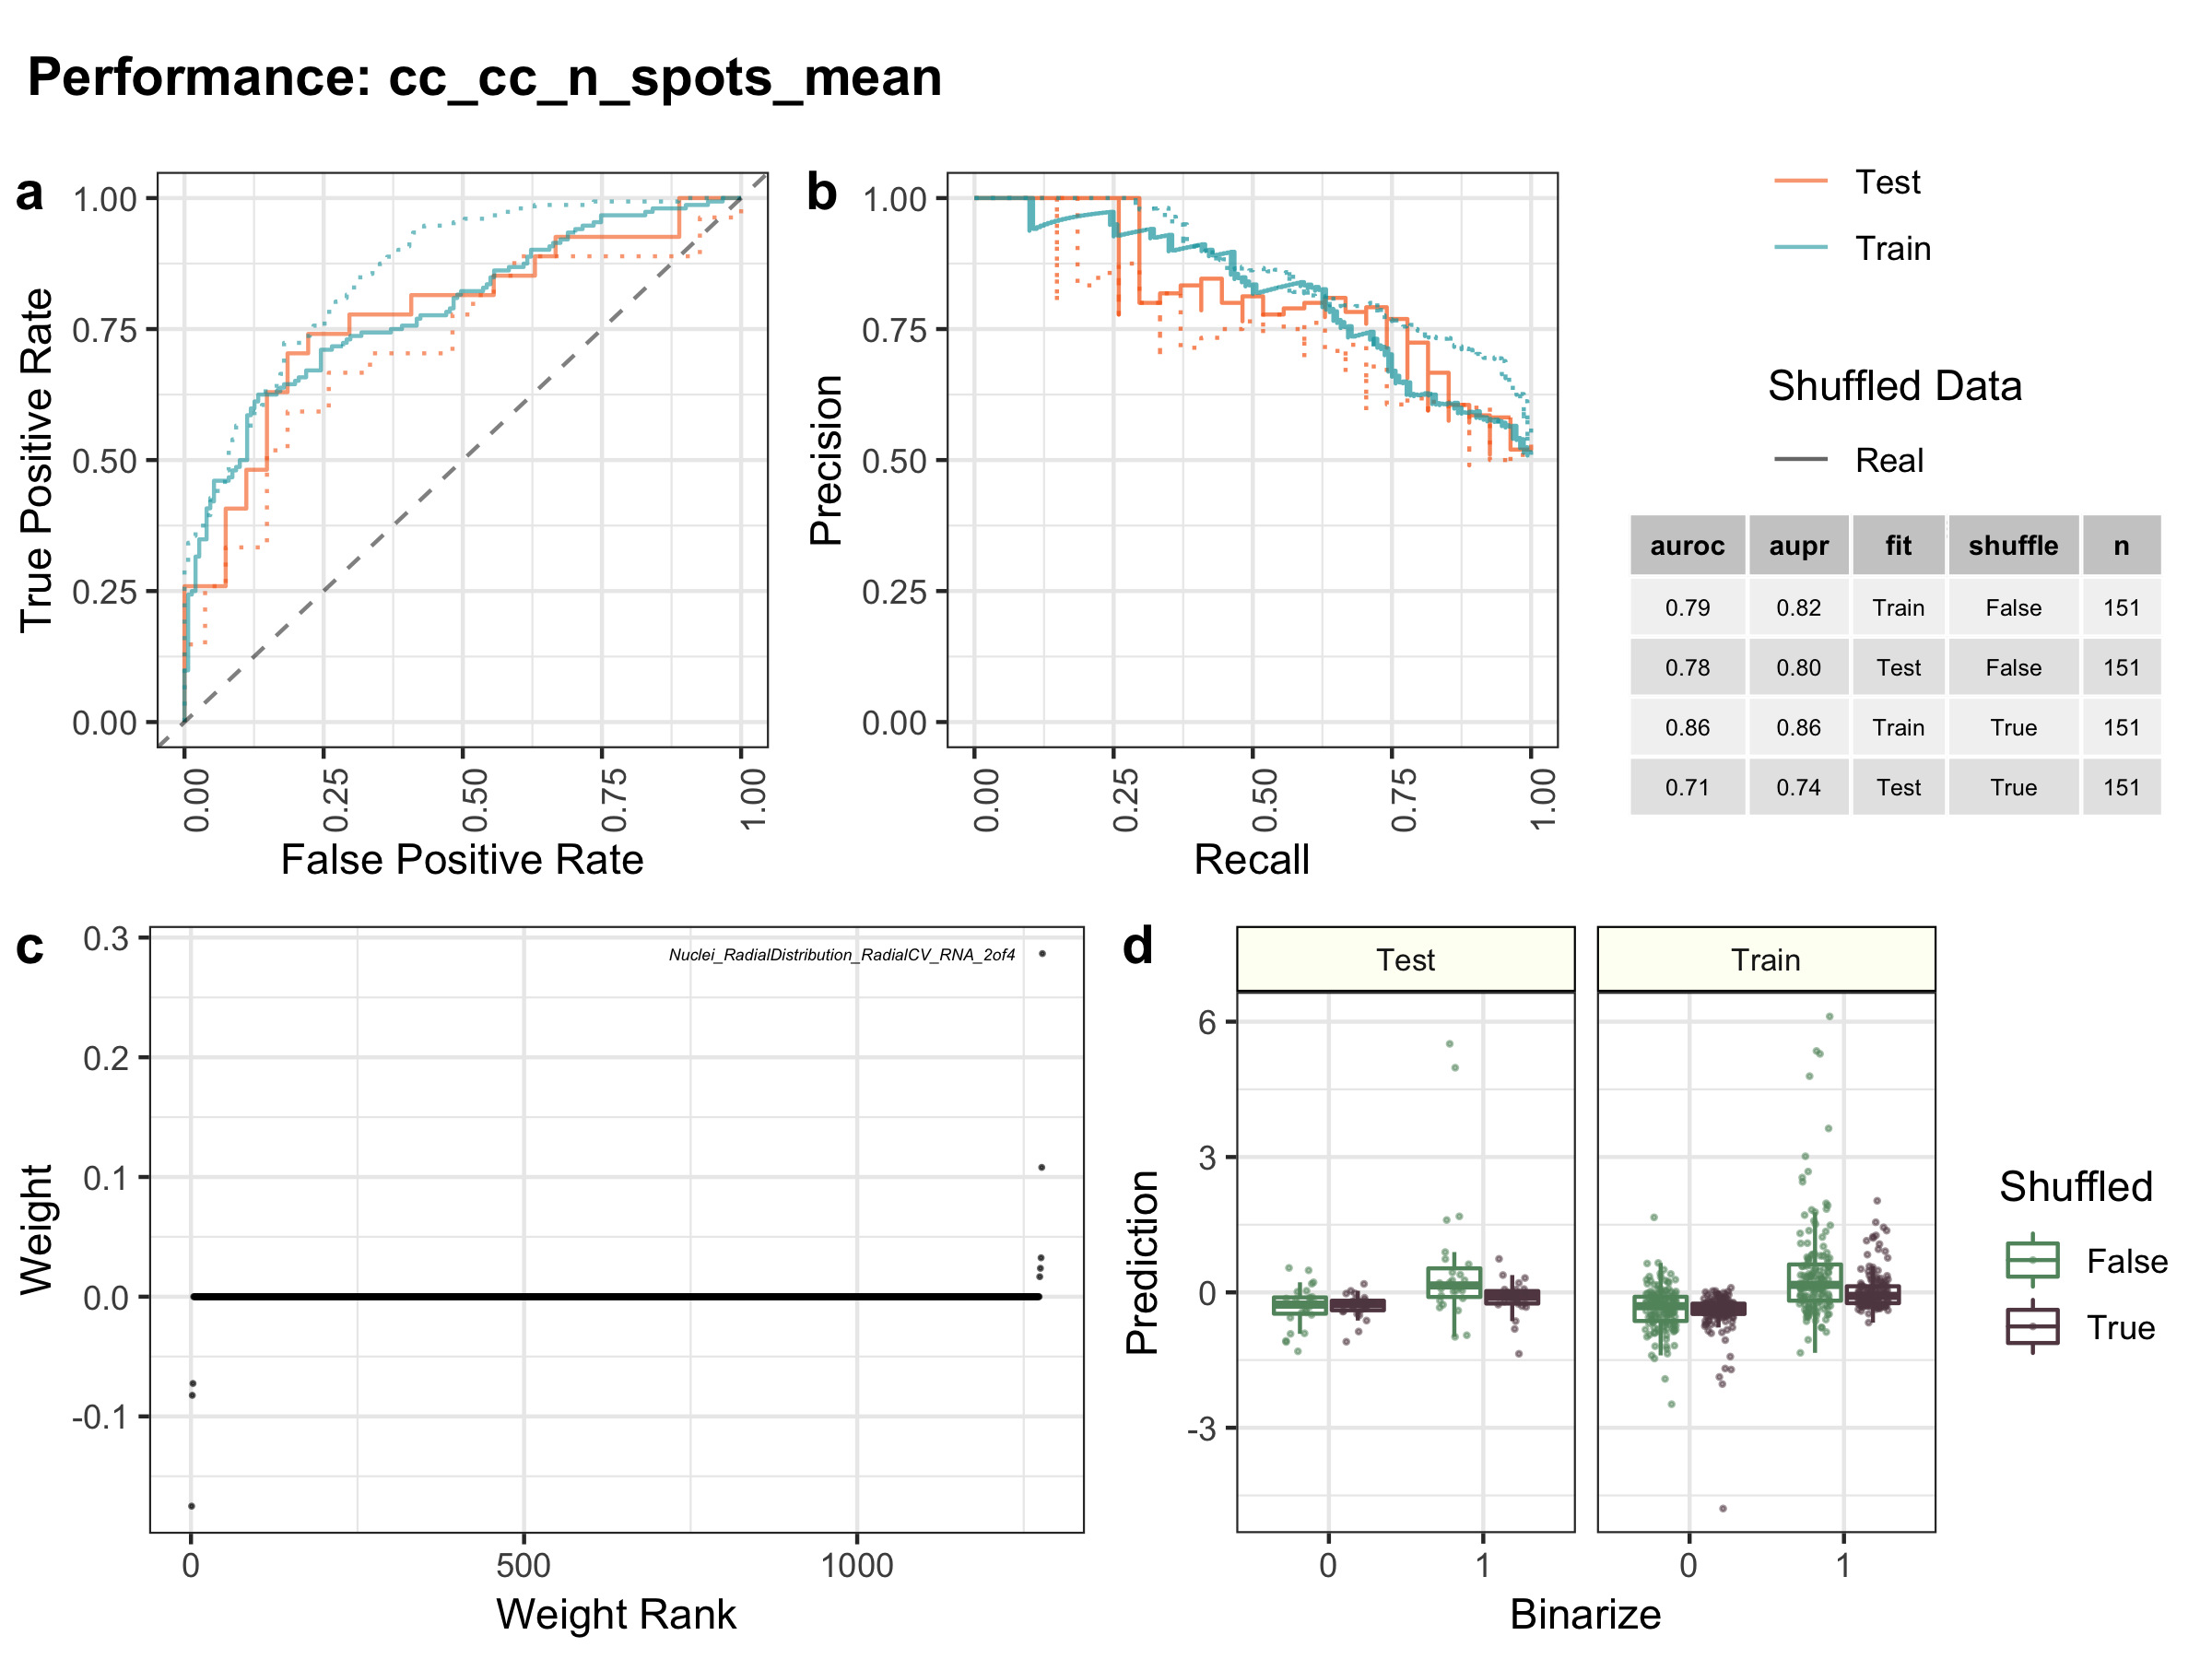 Performance: cc_cc_n_spots_mean
a
1.00
0.75
0.50
0.25
0.00
True Positive Rate
0.00
0.25
0.50
0.75
1.00
False Positive Rate
b
1.00
0.75
0.50
0.25
0.00
Precision
0.00
0.25
0.50
0.75
1.00
Recall
Test
Train
Shuffled Data
Real
auroc aupr fit shuffle n
0.79 0.82 Train False 151
0.78 0.80 Test False 151
0.86 0.86 Train True 151
0.71 0.74 Test True 151
c
0.3
0.2
0.1
0.0
-0.1
Weight
Nuclei_RadialDistribution_RadialCV_RNA_2of4
0
500
1000
Weight Rank
d
Test
Train
6
3
0
-3
Prediction
0
1
0
1
Binarize
Shuffled
False
True